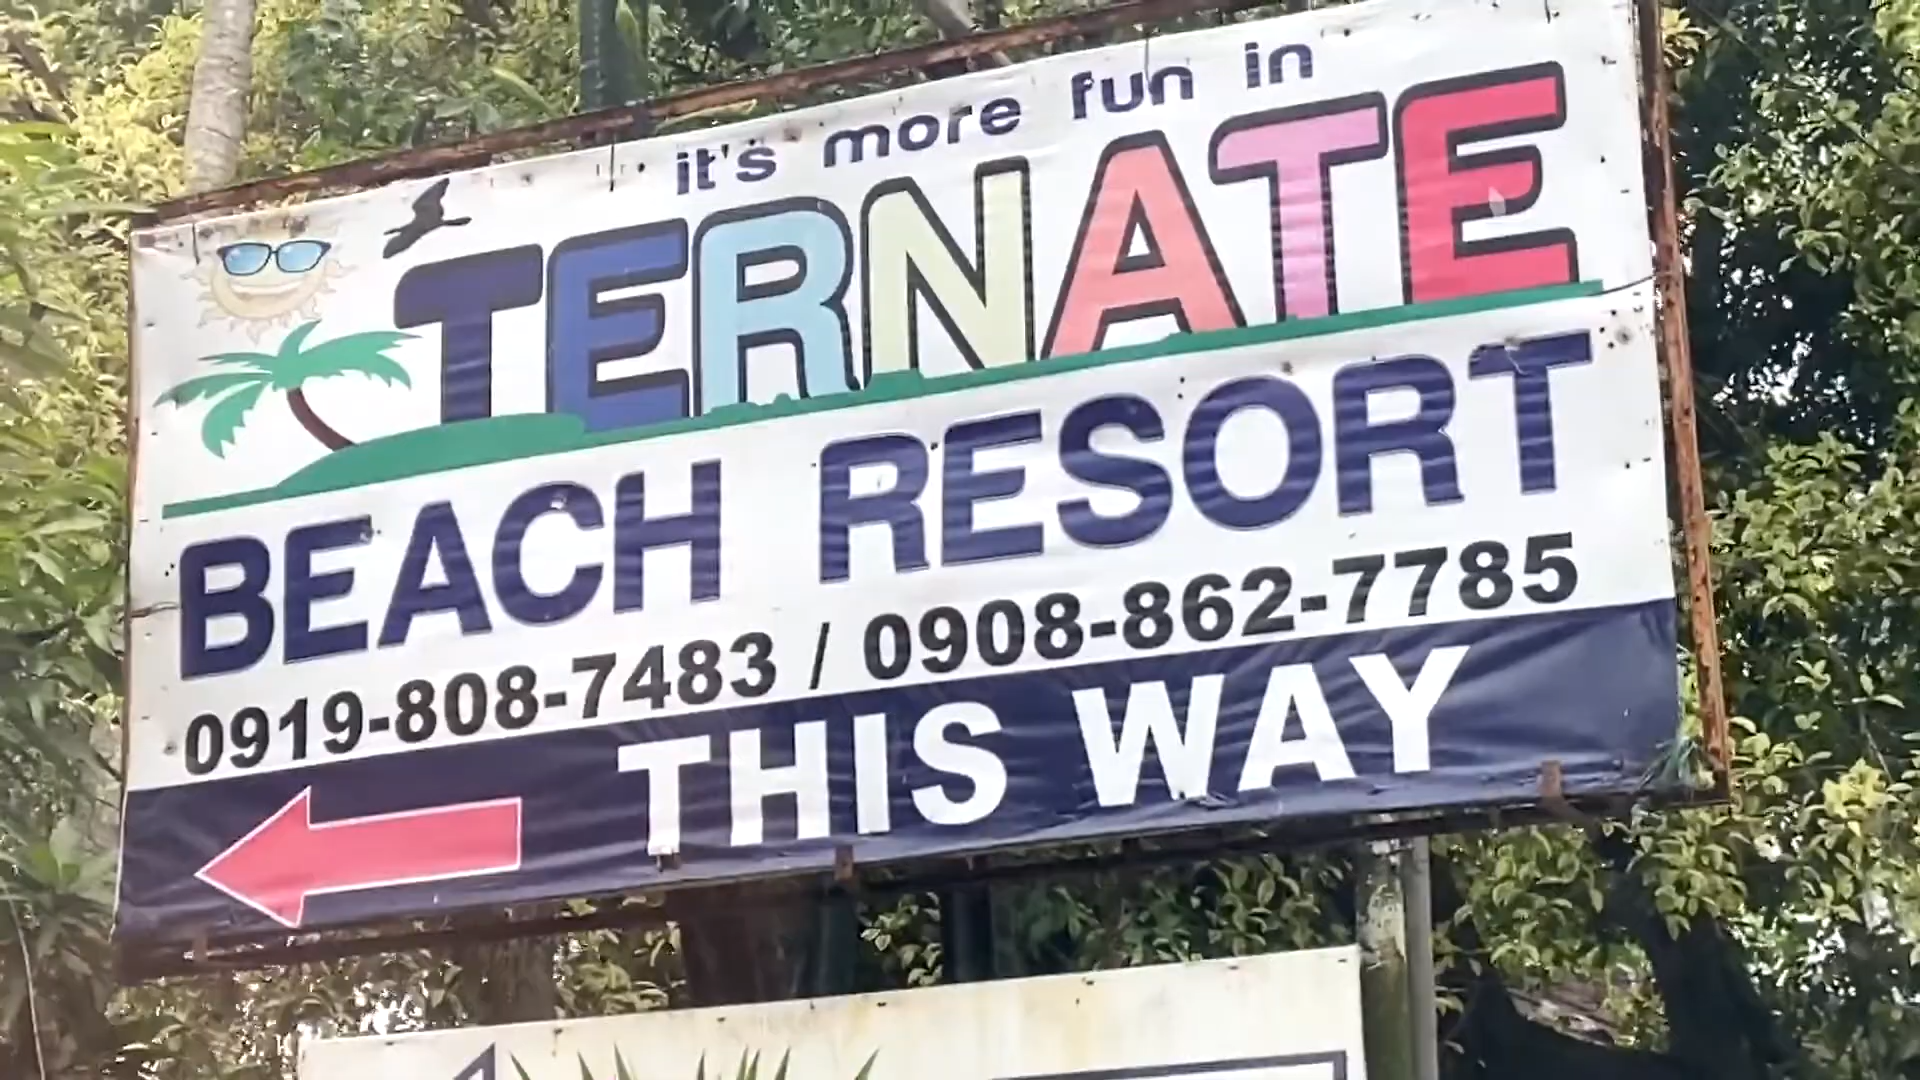 it's more fun in
TERNATE
BEACH RESORT
0919-808-7483 / 0908-862-7785
THIS WAY